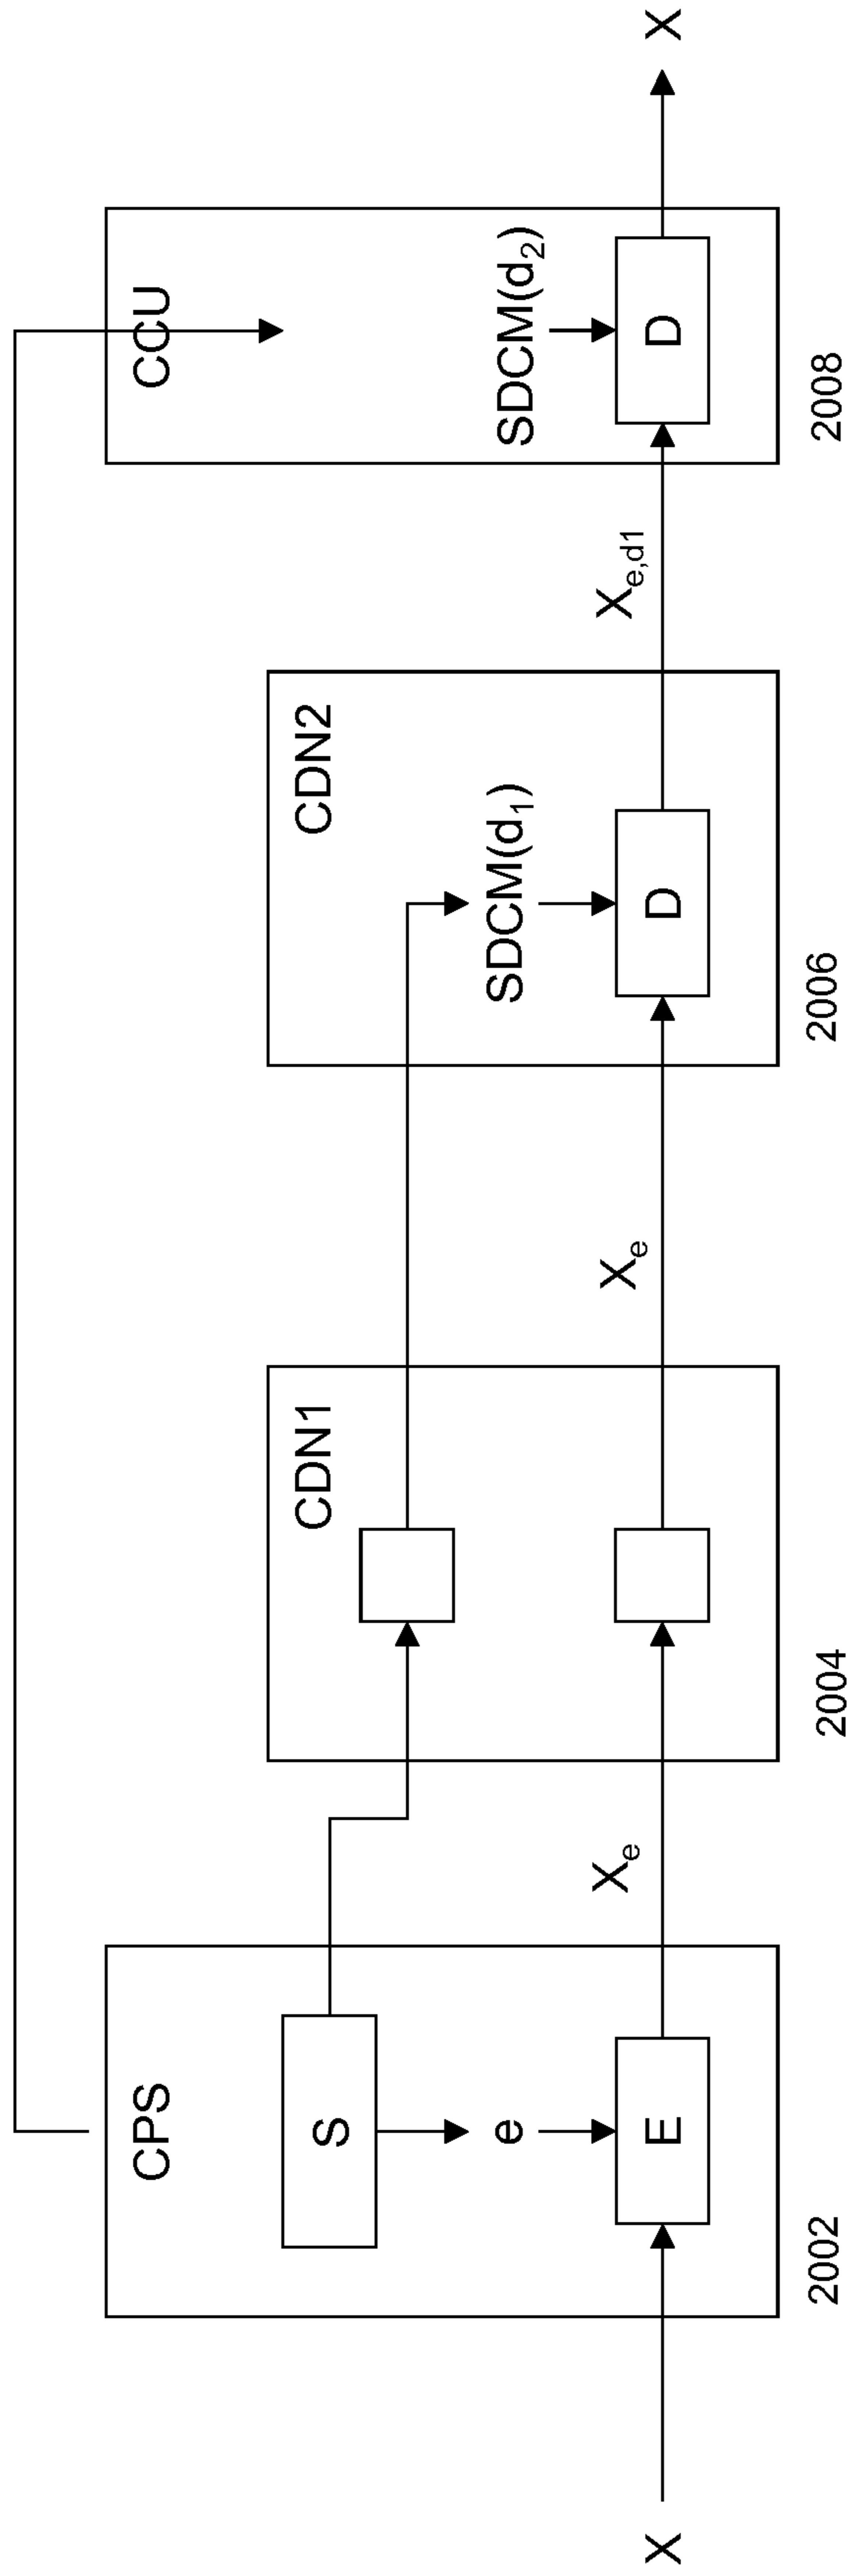 CPS
CDN1
CDN2
CCU
S
e
E
SDCM(d₁)
D
SDCM(d₂)
D
X
Xₑ
Xₑ
Xe,d1
X
2002
2004
2006
2008